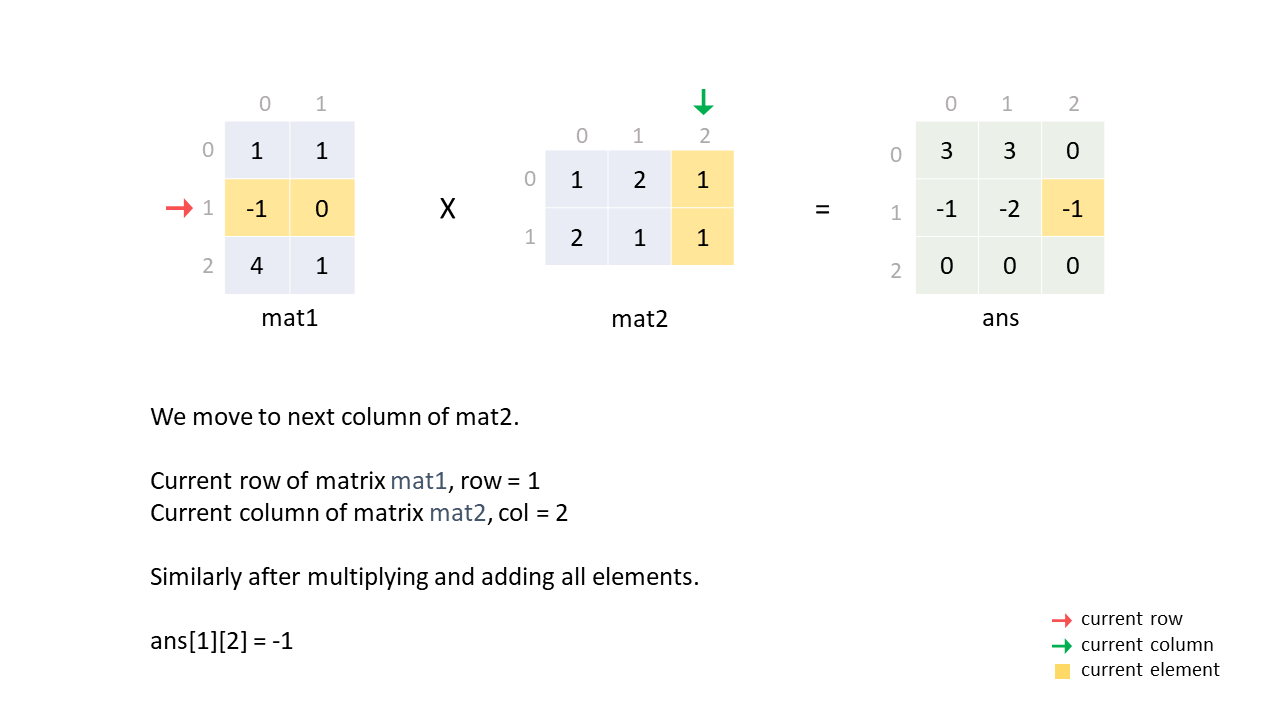 0 1
0 1 1
1 -1 0
2 4 1
mat1
X
0 1 2
0 1 2 1
1 2 1 1
mat2
=
0 1 2
0 3 3 0
1 -1 -2 -1
2 0 0 0
ans
We move to next column of mat2.
Current row of matrix mat1, row = 1
Current column of matrix mat2, col = 2
Similarly after multiplying and adding all elements.
ans[1][2] = -1
current row
current column
current element